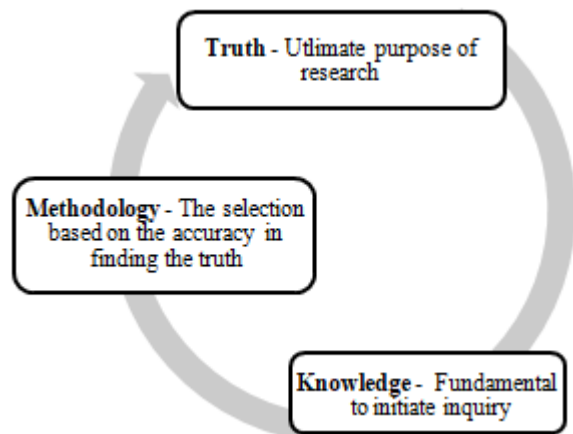 Truth - Utlimate purpose of
research
Methodology - The selection
based on the accuracy in
finding the truth
Knowledge - Fundamental
to initiate inquiry